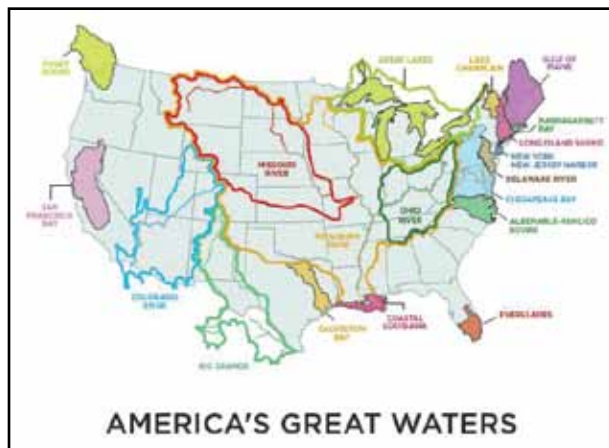 PUGET
SOUND
GREAT LAKES
LAKE
CHAMPLAIN
GULF OF
MAINE
NARRAGANSETT
BAY
LONG ISLAND SOUND
NEW YORK
NEW JERSEY HARBOR
DELAWARE RIVER
CHESAPEAKE BAY
ALBEMARLE-PAMLICO
SOUND
MISSOURI
RIVER
OHIO
RIVER
SAN
FRANCISCO
BAY
COLORADO
RIVER
RIO GRANDE
GALVESTON
BAY
COASTAL
LOUISIANA
EVERGLADES
AMERICA'S GREAT WATERS